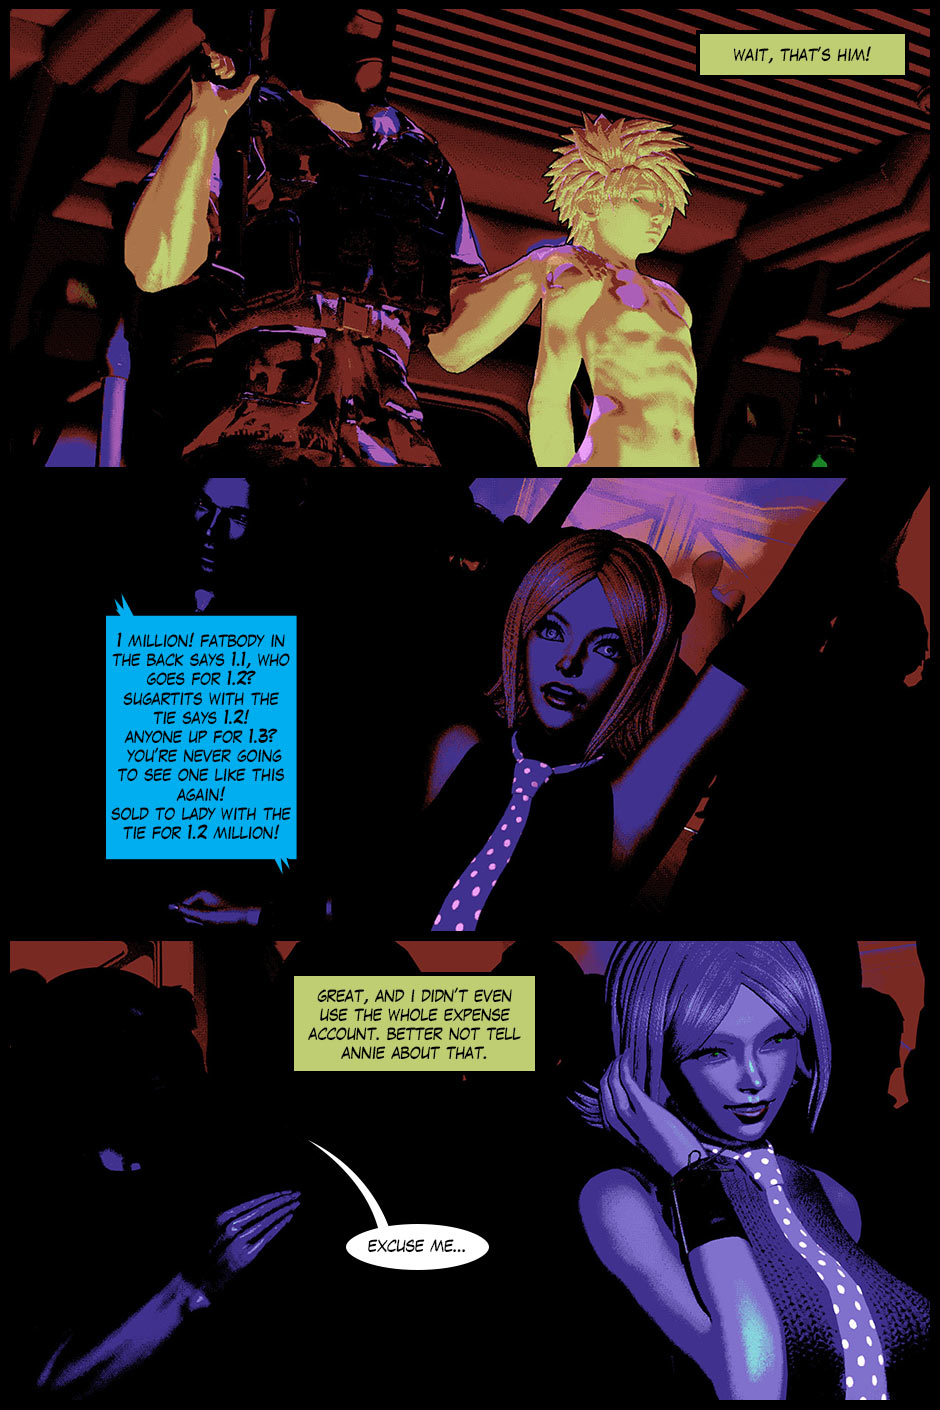 WAIT, THAT'S HIM!
1 MILLION! FATBODY IN
THE BACK SAYS 1.1, WHO
GOES FOR 1.2?
SUGARTITS WITH THE
TIE SAYS 1.2!
ANYONE UP FOR 1.3?
YOU'RE NEVER GOING
TO SEE ONE LIKE THIS
AGAIN!
SOLD TO LADY WITH THE
TIE FOR 1.2 MILLION!
GREAT, AND I DIDN'T EVEN
USE THE WHOLE EXPENSE
ACCOUNT. BETTER NOT TELL
ANNIE ABOUT THAT.
EXCUSE ME...